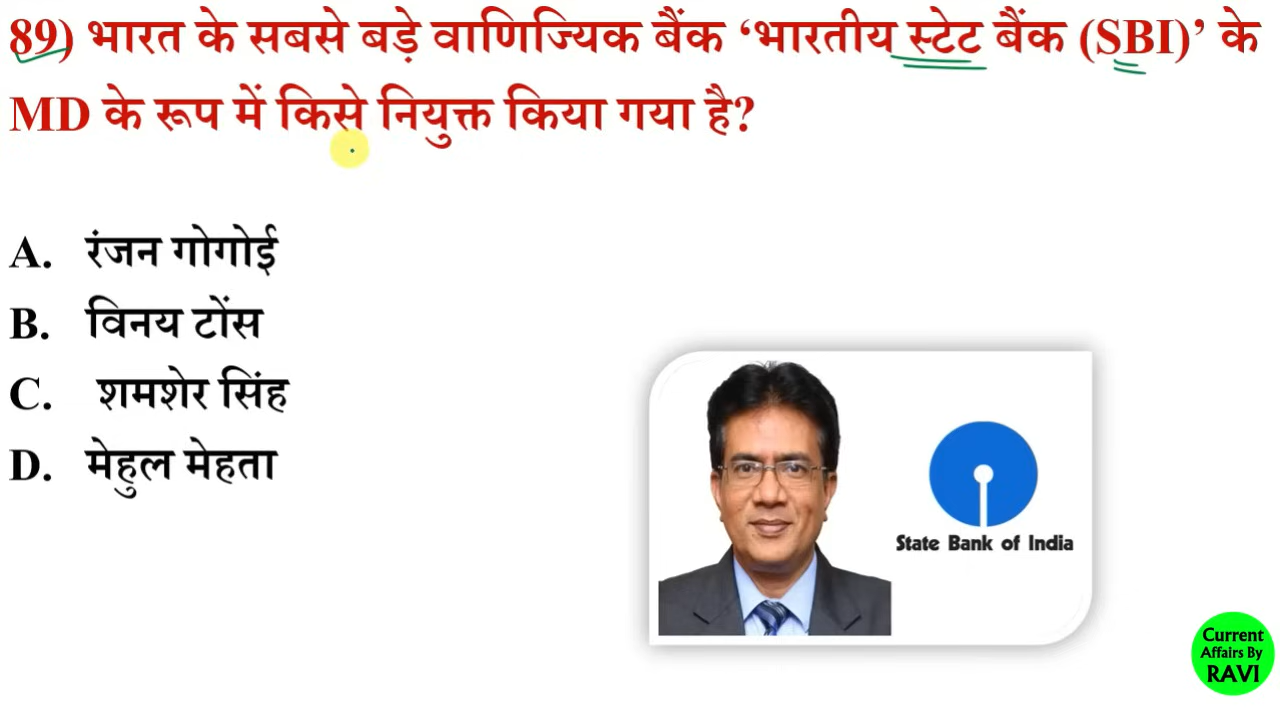 89) भारत के सबसे बड़े वाणिज्यिक बैंक ‘भारतीय स्टेट बैंक (SBI)’ के
MD के रूप में किसे नियुक्त किया गया है?
A. रंजन गोगोई
B. विनय टोंस
C. शमशेर सिंह
D. मेहुल मेहता
State Bank of India
Current
Affairs By
RAVI